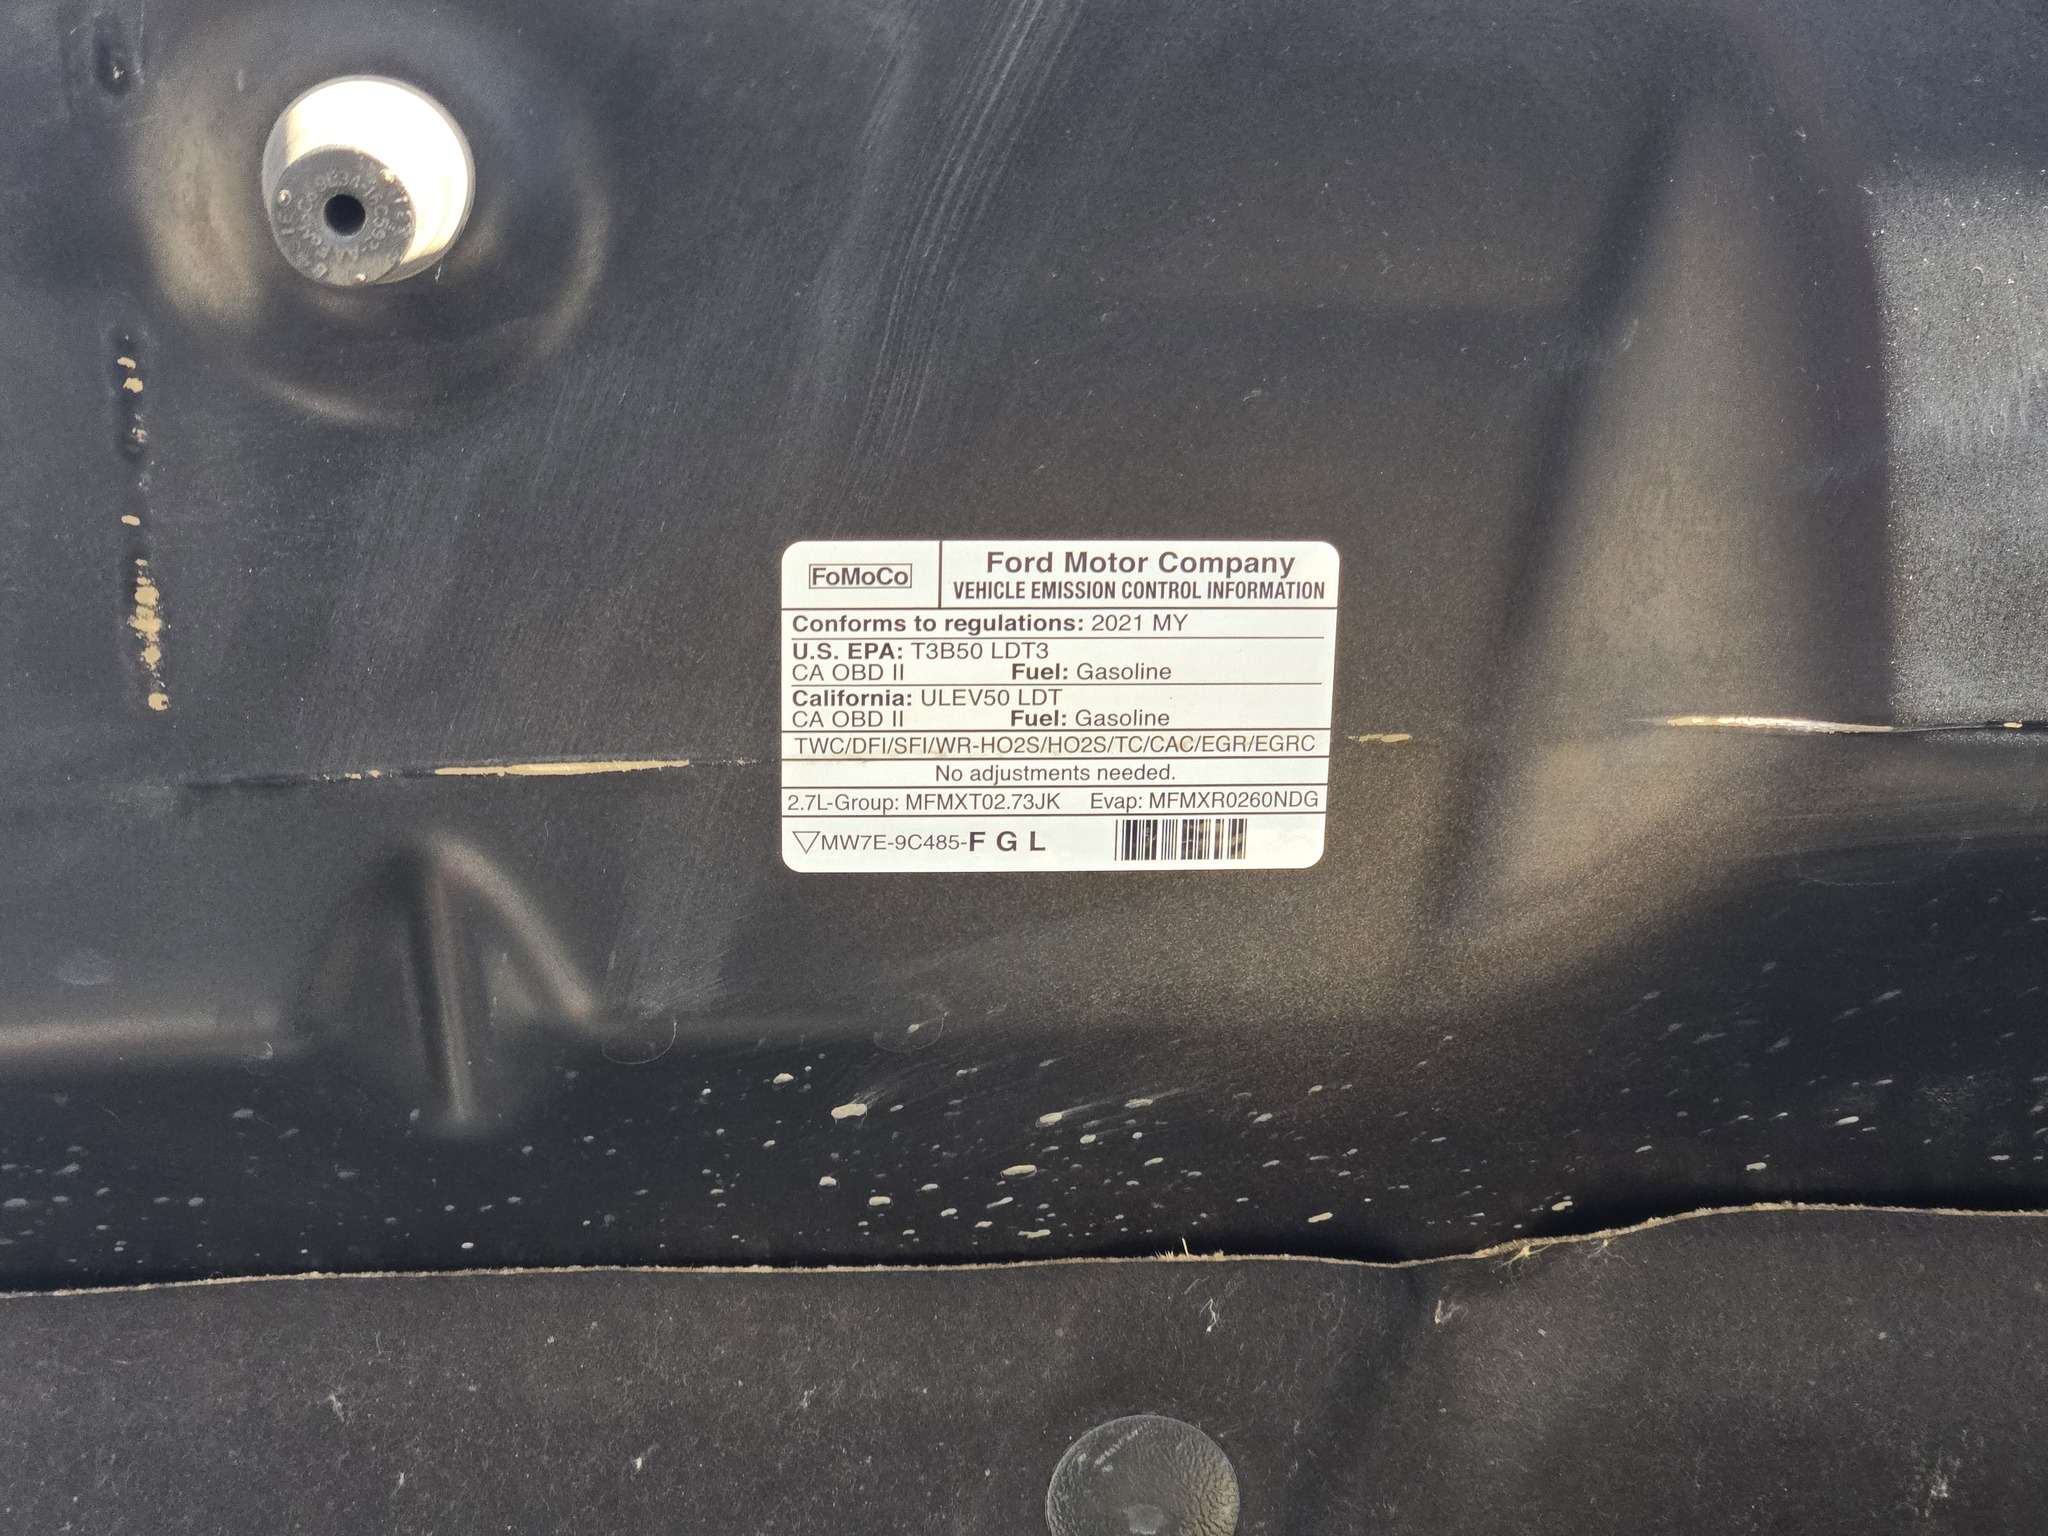 FoMoCo
Ford Motor Company
VEHICLE EMISSION CONTROL INFORMATION
Conforms to regulations: 2021 MY
U.S. EPA: T3B50 LDT3
CA OBD II Fuel: Gasoline
California: ULEV50 LDT
CA OBD II Fuel: Gasoline
TWC/DFI/SFI/WR-HO2S/HO2S/TC/CAC/EGR/EGRC
No adjustments needed.
2.7L-Group: MFMXT02.73JK Evap: MFMXR0260NDG
MW7E-9C485-F G L